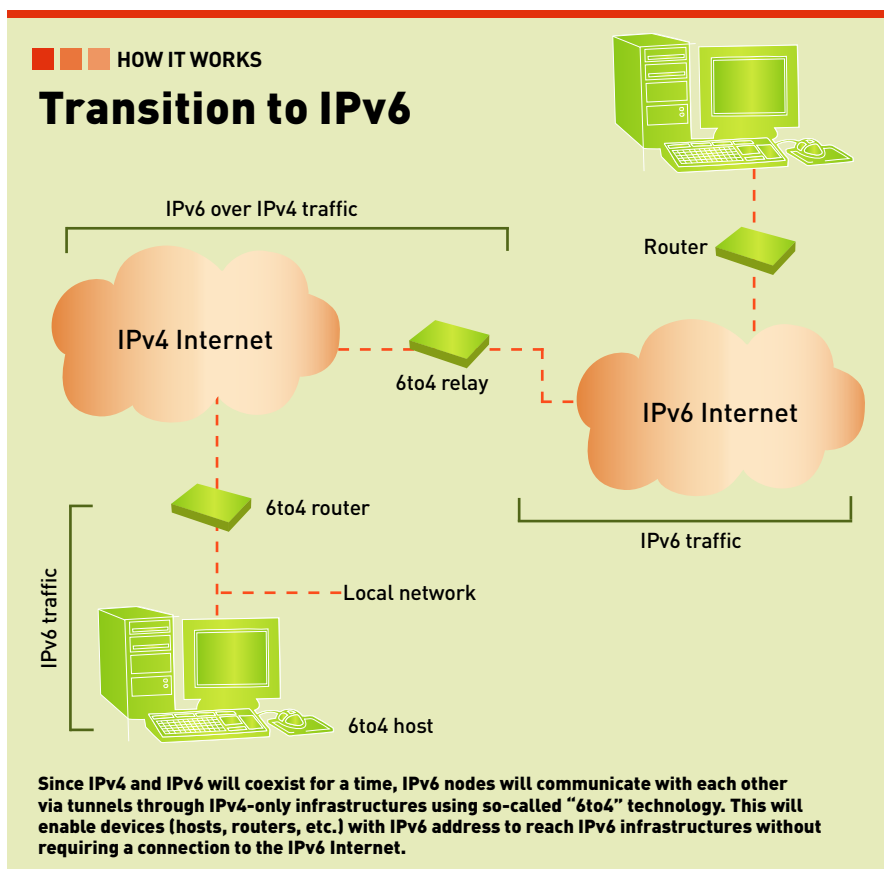 HOW IT WORKS
Transition to IPv6
IPv6 over IPv4 traffic
Router
IPv4 Internet
6to4 relay
IPv6 Internet
6to4 router
IPv6 traffic
Local network
IPv6 traffic
6to4 host
Since IPv4 and IPv6 will coexist for a time, IPv6 nodes will communicate with each other
via tunnels through IPv4-only infrastructures using so-called “6to4” technology. This will
enable devices (hosts, routers, etc.) with IPv6 address to reach IPv6 infrastructures without
requiring a connection to the IPv6 Internet.